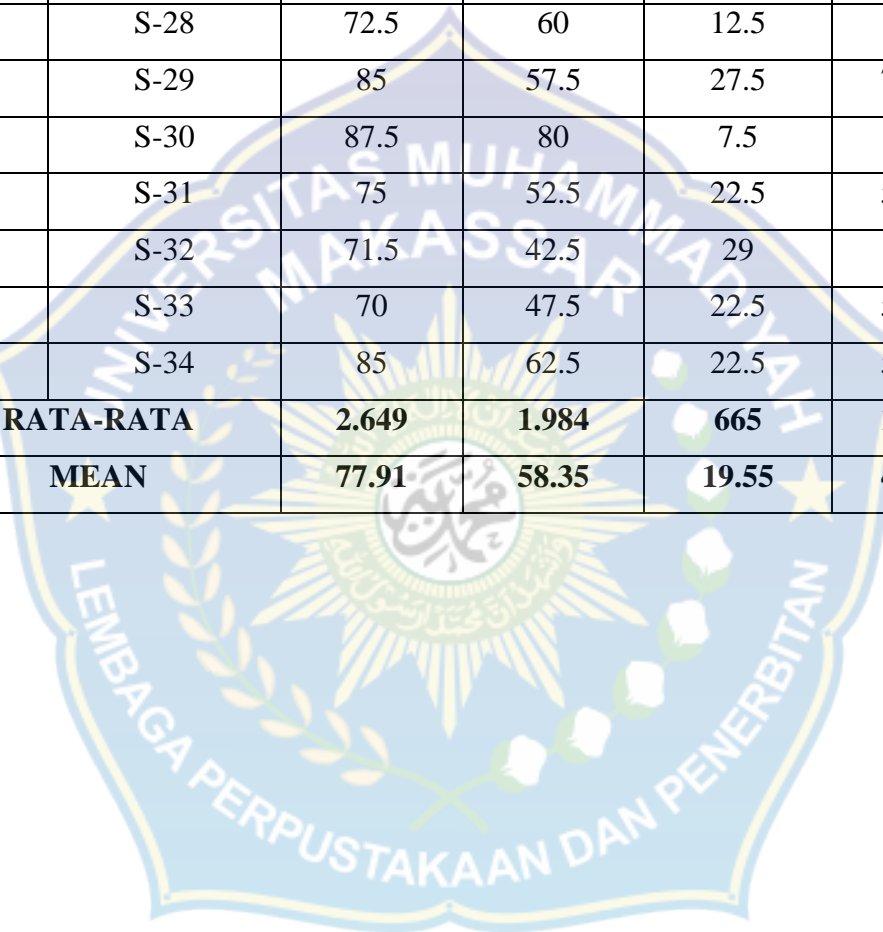 S-28 72.5 60 12.5
S-29 85 57.5 27.5
S-30 87.5 80 7.5
S-31 75 52.5 22.5
S-32 71.5 42.5 29
S-33 70 47.5 22.5
S-34 85 62.5 22.5
RATA-RATA 2.649 1.984 665
MEAN 77.91 58.35 19.55
UNIVERSITAS MUHAMMADIYAH
MAKASSAR
LEMBAGA PERPUSTAKAAN DAN PENERBITAN